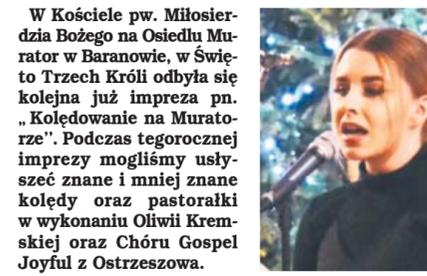 W Kościele pw. Miłosier-
dzia Bożego na Osiedlu Mu-
rator w Baranowie, w Świę-
to Trzech Króli odbyła się
kolejna już impreza pn.
„Kolędowanie na Murato-
rze”. Podczas tegorocznej
imprezy mogliśmy usły-
szeć znane i mniej znane
kolędy oraz pastorałki
w wykonaniu Oliwii Krem-
skiej oraz Chóru Gospel
Joyful z Ostrzeszowa.